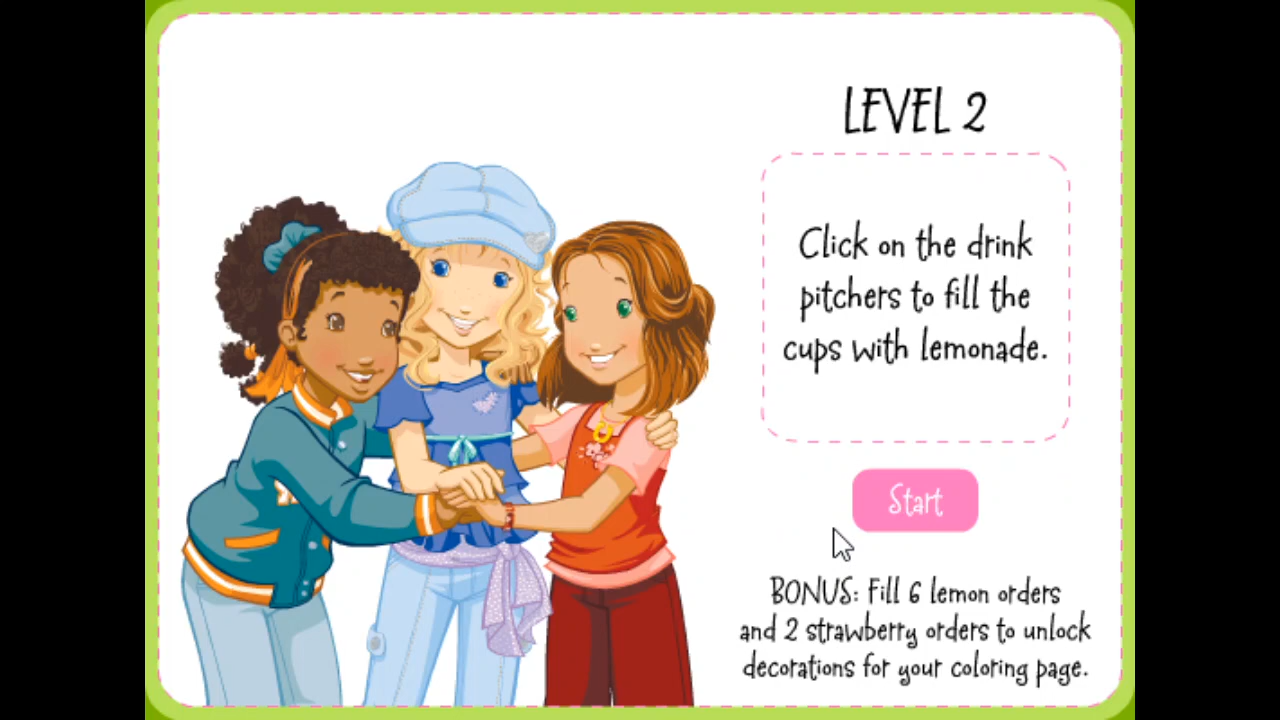 LEVEL 2
Click on the drink
pitchers to fill the
cups with lemonade.
Start
BONUS: Fill 6 lemon orders
and 2 strawberry orders to unlock
decorations for your coloring page.